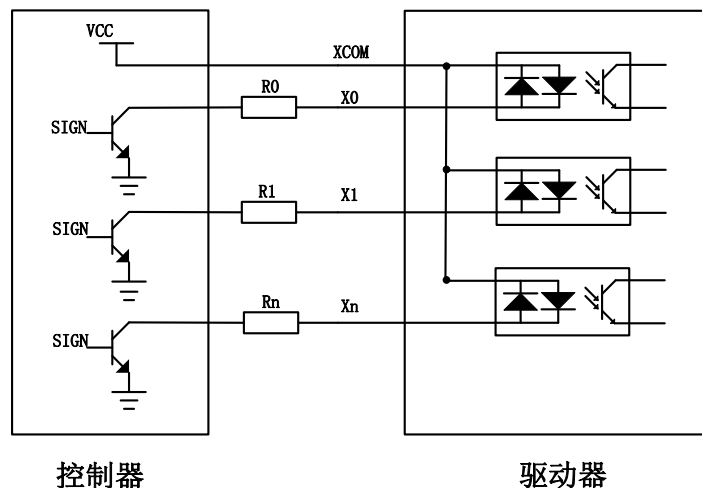 VCC
XCOM
R0
X0
SIGN
R1
X1
SIGN
Rn
Xn
SIGN
控制器
驱动器